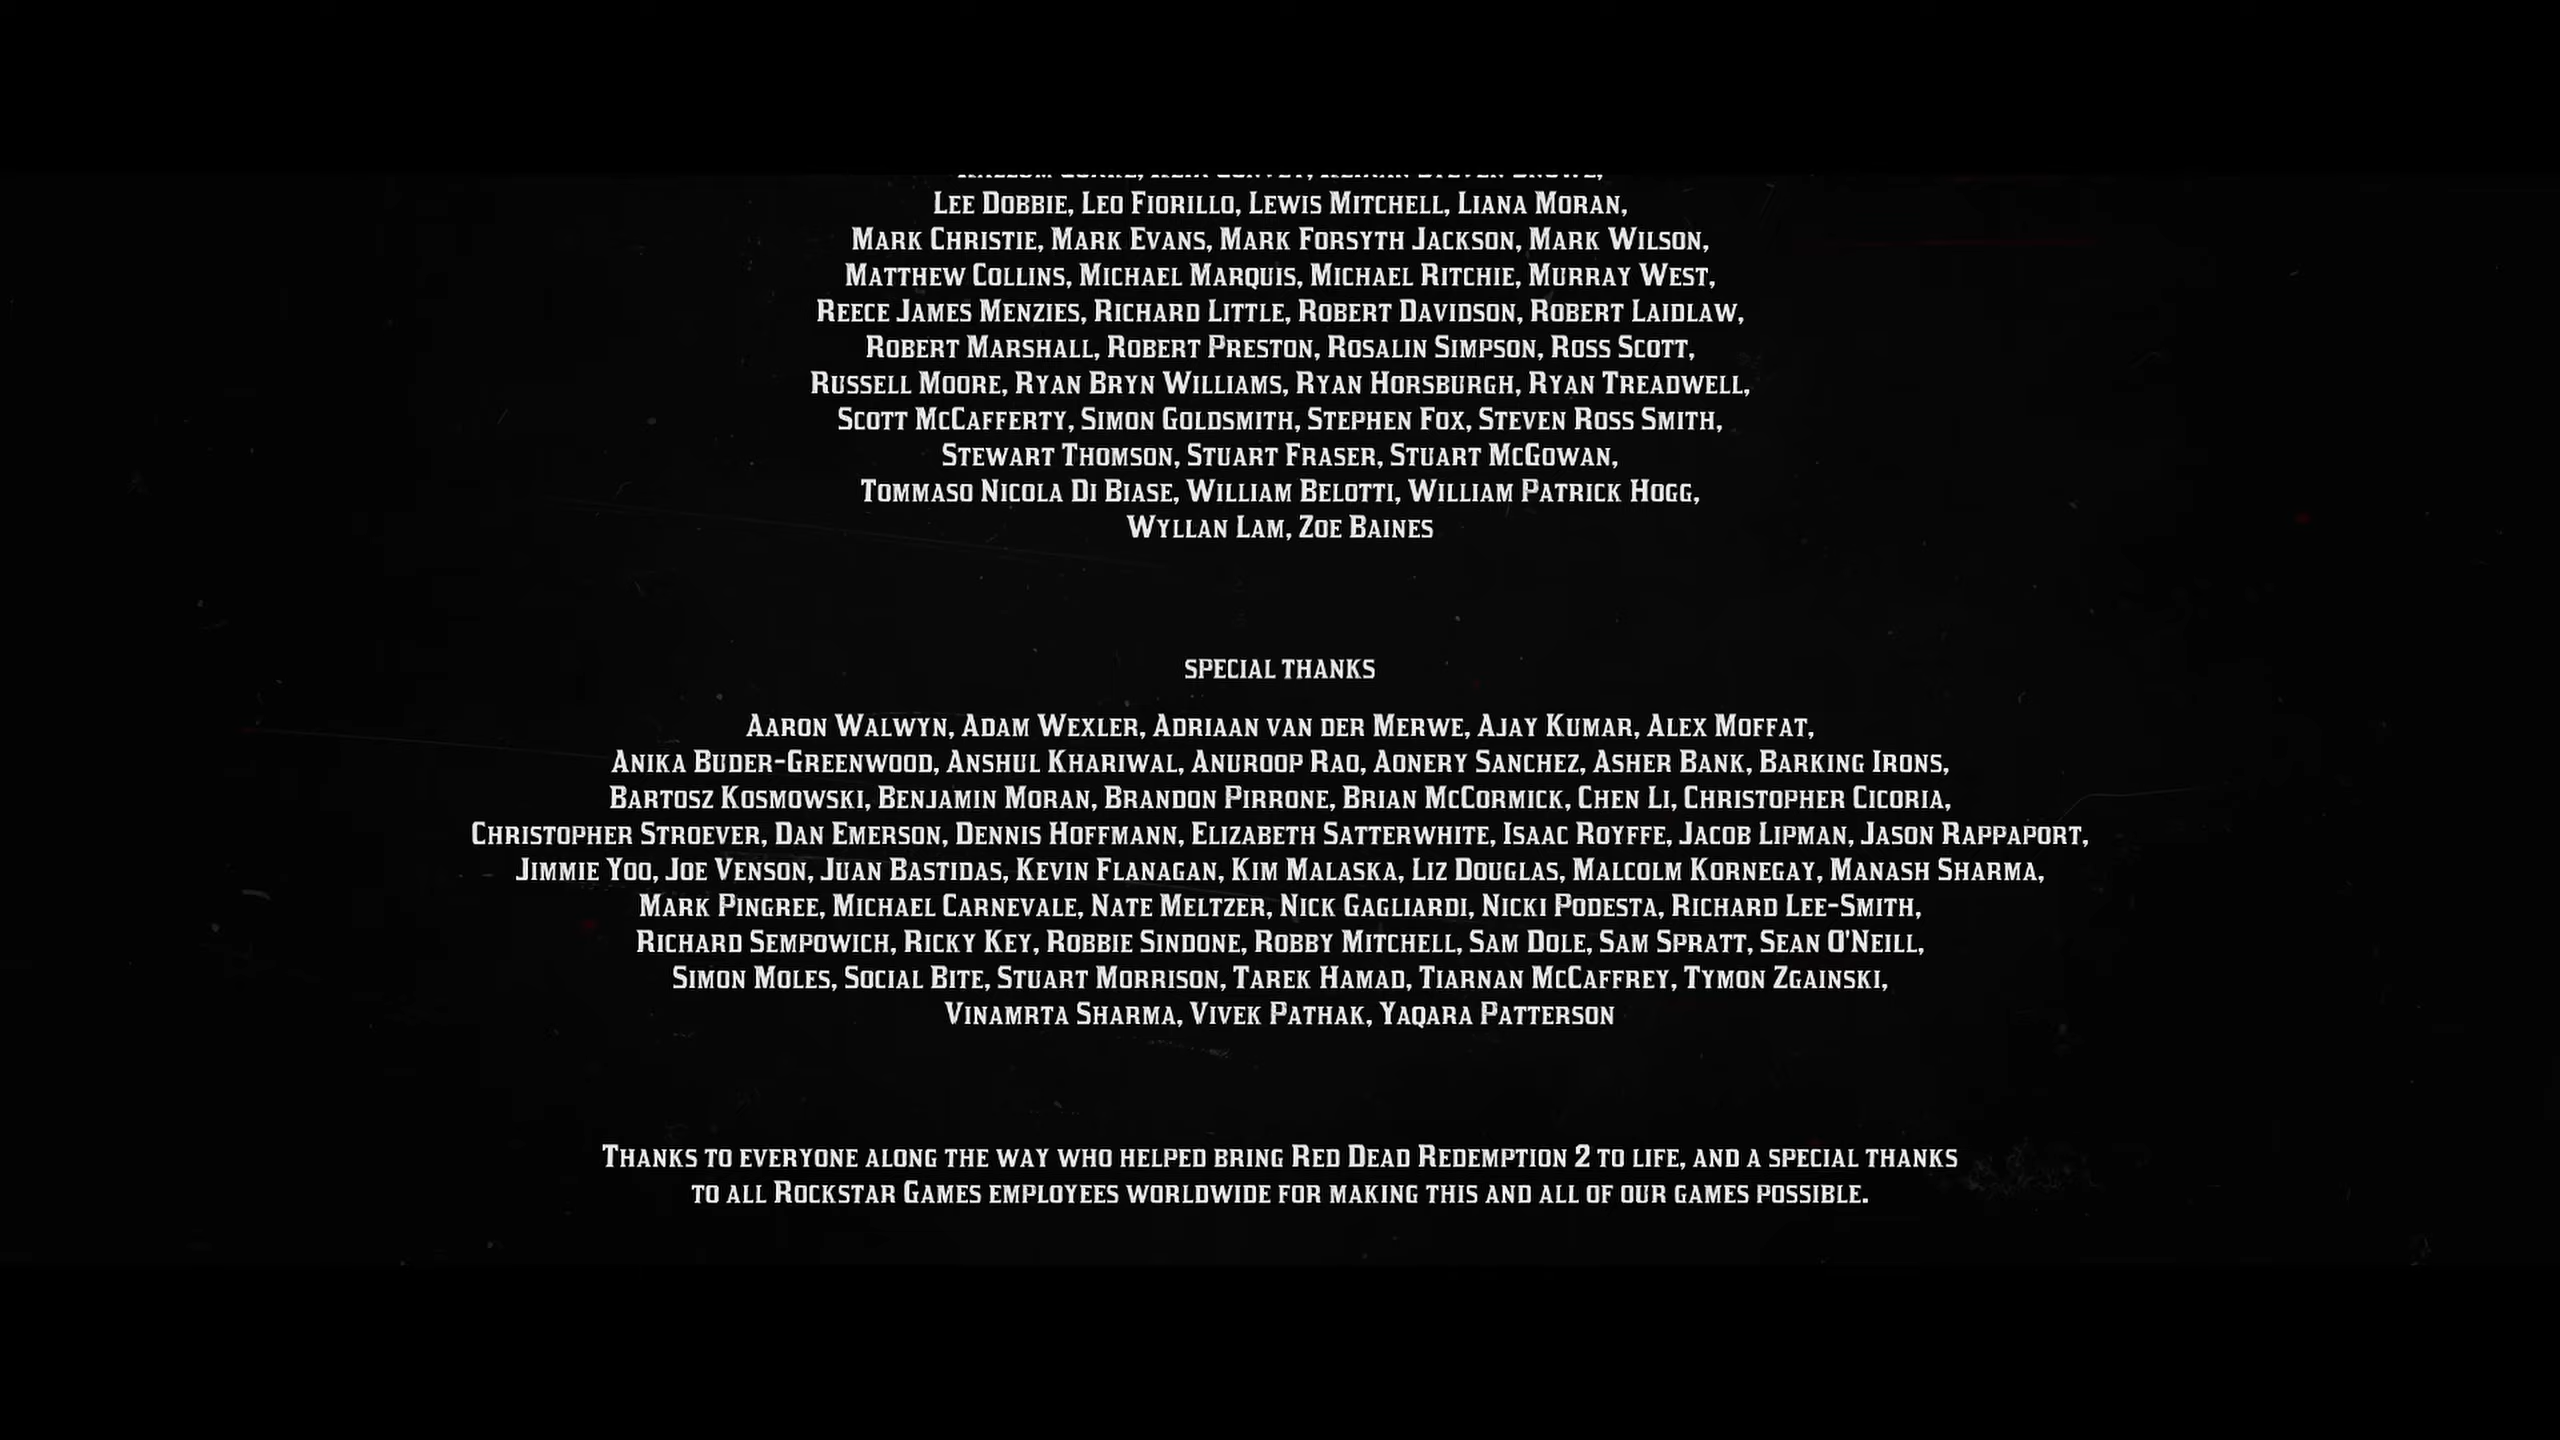 Lee Dobbie, Leo Fiorillo, Lewis Mitchell, Liana Moran,
Mark Christie, Mark Evans, Mark Forsyth Jackson, Mark Wilson,
Matthew Collins, Michael Marquis, Michael Ritchie, Murray West,
Reece James Menzies, Richard Little, Robert Davidson, Robert Laidlaw,
Robert Marshall, Robert Preston, Rosalin Simpson, Ross Scott,
Russell Moore, Ryan Bryn Williams, Ryan Horsburgh, Ryan Treadwell,
Scott McCafferty, Simon Goldsmith, Stephen Fox, Steven Ross Smith,
Stewart Thomson, Stuart Fraser, Stuart McGowan,
Tommaso Nicola Di Biase, William Belotti, William Patrick Hogg,
Wyllan Lam, Zoe Baines
SPECIAL THANKS
Aaron Walwyn, Adam Wexler, Adriaan van der Merwe, Ajay Kumar, Alex Moffat,
Anika Buder-Greenwood, Anshul Khariwal, Anuroop Rao, Aonery Sanchez, Asher Bank, Barking Irons,
Bartosz Kosmowski, Benjamin Moran, Brandon Pirrone, Brian McCormick, Chen Li, Christopher Cicoria,
Christopher Stroever, Dan Emerson, Dennis Hoffmann, Elizabeth Satterwhite, Isaac Royffe, Jacob Lipman, Jason Rappaport,
Jimmie Yoo, Joe Venson, Juan Bastidas, Kevin Flanagan, Kim Malaska, Liz Douglas, Malcolm Kornegay, Manash Sharma,
Mark Pingree, Michael Carnevale, Nate Meltzer, Nick Gagliardi, Nicki Podesta, Richard Lee-Smith,
Richard Sempowich, Ricky Key, Robbie Sindone, Robby Mitchell, Sam Dole, Sam Spratt, Sean O'Neill,
Simon Moles, Social Bite, Stuart Morrison, Tarek Hamad, Tiarnan McCaffrey, Tymon Zgainski,
Vinamrta Sharma, Vivek Pathak, Yaqara Patterson
Thanks to everyone along the way who helped bring Red Dead Redemption 2 to life, and a special thanks
to all Rockstar Games employees worldwide for making this and all of our games possible.